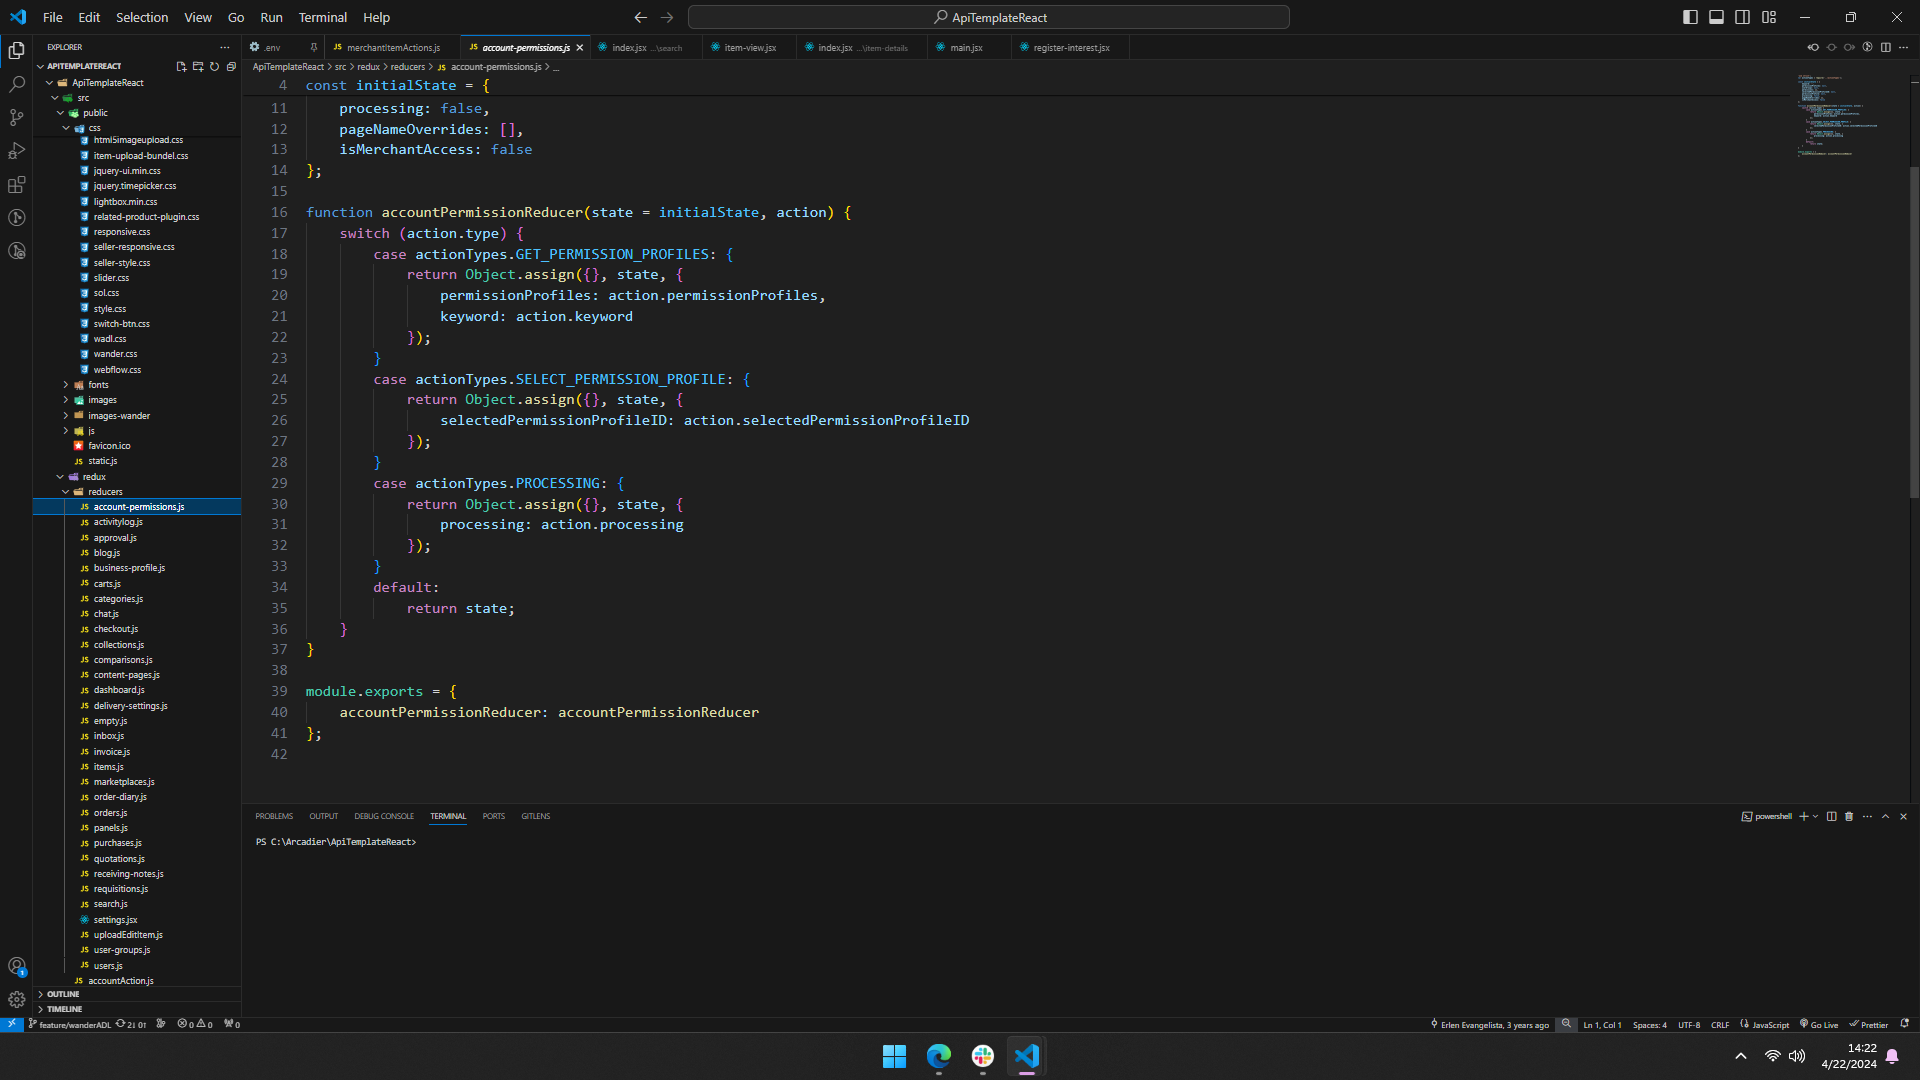 File Edit Selection View Go Run Terminal Help
ApiTemplateReact
EXPLORER
.env
merchantItemActions.js
account-permissions.js
index.jsx ...\search
item-view.jsx
index.jsx ...\item-details
main.jsx
register-interest.jsx
APITEMPLATEREACT
ApiTemplateReact > src > redux > reducers > JS account-permissions.js > ...
ApiTemplateReact
src
public
css
html5imageupload.css
item-upload-bundel.css
jquery-ui.min.css
jquery.timepicker.css
lightbox.min.css
related-product-plugin.css
responsive.css
seller-responsive.css
seller-style.css
slider.css
sol.css
style.css
switch-btn.css
wadl.css
wander.css
webflow.css
fonts
images
images-wander
js
favicon.ico
static.js
redux
reducers
account-permissions.js
activitylog.js
approval.js
blog.js
business-profile.js
carts.js
categories.js
chat.js
checkout.js
collections.js
comparisons.js
content-pages.js
dashboard.js
delivery-settings.js
empty.js
inbox.js
invoice.js
items.js
marketplaces.js
order-diary.js
orders.js
panels.js
purchases.js
quotations.js
receiving-notes.js
requisitions.js
search.js
settings.jsx
uploadEditItem.js
user-groups.js
users.js
accountAction.js
OUTLINE
TIMELINE
4 const initialState = {
11     processing: false,
12     pageNameOverrides: [],
13     isMerchantAccess: false
14 };
15
16 function accountPermissionReducer(state = initialState, action) {
17     switch (action.type) {
18         case actionTypes.GET_PERMISSION_PROFILES: {
19             return Object.assign({}, state, {
20                 permissionProfiles: action.permissionProfiles,
21                 keyword: action.keyword
22             });
23         }
24         case actionTypes.SELECT_PERMISSION_PROFILE: {
25             return Object.assign({}, state, {
26                 selectedPermissionProfileID: action.selectedPermissionProfileID
27             });
28         }
29         case actionTypes.PROCESSING: {
30             return Object.assign({}, state, {
31                 processing: action.processing
32             });
33         }
34         default:
35             return state;
36     }
37 }
38
39 module.exports = {
40     accountPermissionReducer: accountPermissionReducer
41 };
42
PROBLEMS OUTPUT DEBUG CONSOLE TERMINAL PORTS GITLENS
powershell
PS C:\Arcadier\ApiTemplateReact>
feature/wanderADL 2↓ 0↑ 0 0 0
Erlen Evangelista, 3 years ago Ln 1, Col 1 Spaces: 4 UTF-8 CRLF JavaScript Go Live Prettier
14:22
4/22/2024